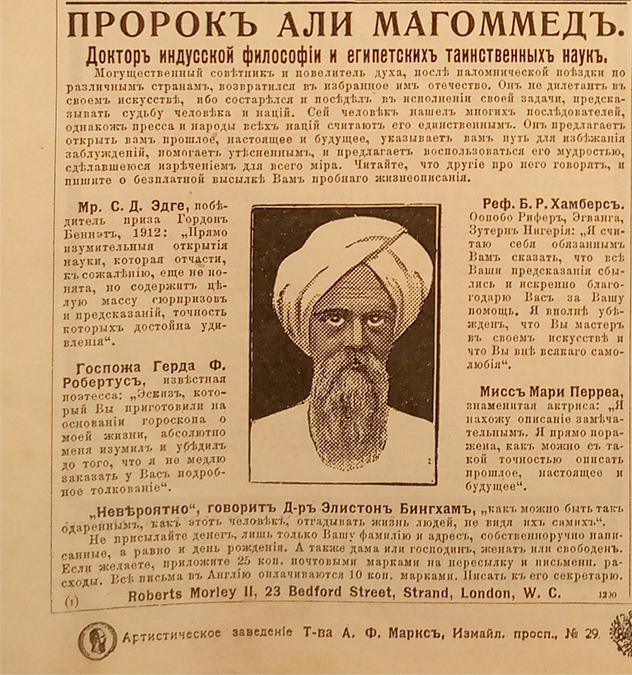 ПРОРОКЪ АЛИ МАГОММЕДЪ.
Докторъ индусской философіи и египетскихъ таинственныхъ наук.
Могущественный совѣтникъ и повелитель духа, послѣ паломнической поѣздки по
различнымъ странамъ, возвратился въ избранное имъ отечество. Онъ не дилетантъ въ
своемъ искусствѣ, ибо состарѣлся и посѣдѣлъ въ исполненіи своей задачи, предска-
зывать судьбу человѣка и націй. Сей человѣкъ нашелъ многихъ послѣдователей,
однакожъ пресса и народы всѣхъ націй считаютъ его единственнымъ. Онъ предлагаетъ
открыть вамъ прошлое, настоящее и будущее, указываетъ вамъ путь для избѣжанія
заблужденій, помогаетъ утѣсненнымъ, и предлагаетъ воспользоваться его мудростью,
сдѣлавшеюся изрѣченіемъ для всего міра. Читайте, что другіе про него говорятъ, и
пишите о безплатной высылкѣ Вамъ пробнаго жизнеописанія.
Мр. С. Д. Эдге, побѣ-
дитель приза Гордонъ
Беннэтъ, 1912: „Прямо
изумительныя открытія
науки, которая отчасти,
къ сожалѣнію, еще не по-
нята, но содержитъ цѣ-
лую массу сюрпризовъ
и предсказаній, точность
которыхъ достойна уди-
вленія“.
Госпожа Герда Ф.
Робертусъ, извѣстная
поэтесса: „Эскизъ, кото-
рый Вы приготовили на
основаніи гороскопа о
моей жизни, абсолютно
меня изумилъ и убѣдилъ
до того, что я не медлю
заказать у Васъ подроб-
ное толкованіе“.
Реф. Б. Р. Хамберсъ.
Оопобо Риферъ, Эгванга,
Зутернъ Нигерія: „Я счи-
таю себя обязаннымъ
Вамъ сказать, что всѣ
Ваши предсказанія сбы-
лись и искренно благо-
годарю Васъ за Вашу
помощь. Я вполнѣ убѣ-
жденъ, что Вы мастеръ
въ своемъ искусствѣ и
что Вы внѣ всякаго само-
любія“.
Миссъ Мари Перреа,
знаменитая актриса: „Я
нахожу описаніе замѣча-
тельнымъ. Я прямо пора-
жена, какъ можно съ та-
кой точностью описать
прошлое, настоящее и
будущее“.
„Невѣроятно“, говоритъ Д-ръ Элистонъ Бингхамъ, „какъ можно быть такъ
одареннымъ, какъ этотъ человѣкъ, отгадывать жизнь людей, не видя ихъ самихъ“.
Не присылайте денегъ, лишь только Вашу фамилію и адресъ, собственноручно напи-
санные, а равно и день рожденія. А также дама или господинъ, женатъ или свободенъ.
Если желаете, приложите 25 коп. почтовыми марками на пересылку и письменн. рас-
ходы. Всѣ письма въ Англію оплачиваются 10 коп. марками. Писать къ его секретарю.
(1) Roberts Morley II, 23 Bedford Street, Strand, London, W. C.
Артистическое заведеніе Т-ва А. Ф. Марксъ, Измайл. просп., № 29.